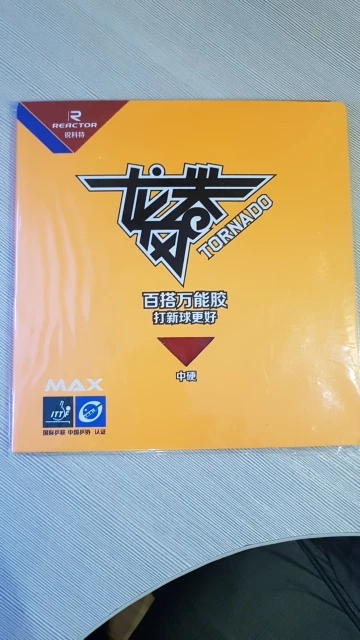 R
REACTOR
锐科特
龙卷
TORNADO
百搭万能胶
打新球更好
中硬
MAX
ITTF
国际乒联 中国乒协 认证